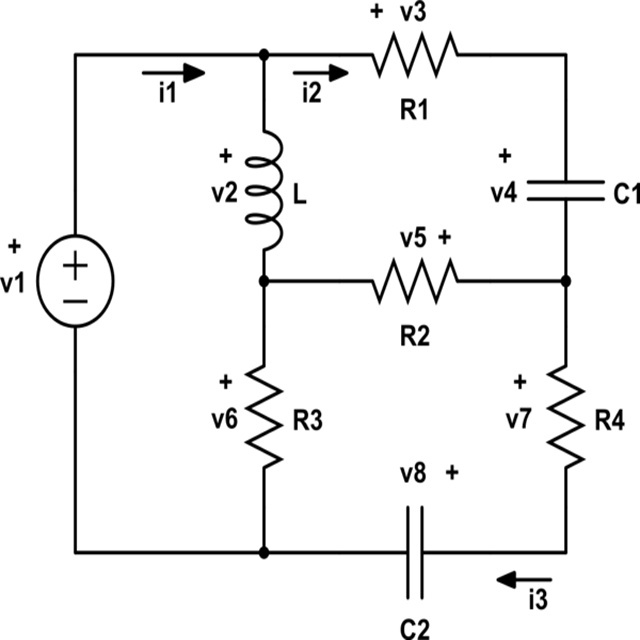 + v3
i1
i2
R1
+
v2
L
+
v4
C1
+
v1
+
−
v5 +
R2
+
v6
R3
+
v7
R4
v8 +
i3
C2